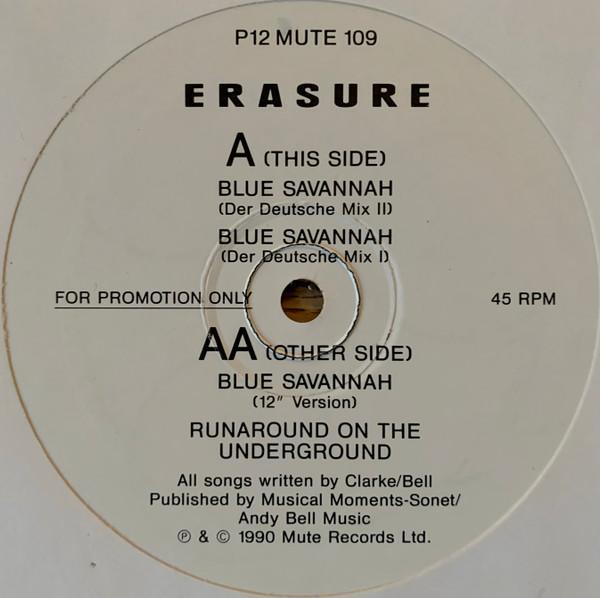 P12 MUTE 109
ERASURE
A (THIS SIDE)
BLUE SAVANNAH
(Der Deutsche Mix II)
BLUE SAVANNAH
(Der Deutsche Mix I)
FOR PROMOTION ONLY
45 RPM
AA (OTHER SIDE)
BLUE SAVANNAH
(12" Version)
RUNAROUND ON THE
UNDERGROUND
All songs written by Clarke/Bell
Published by Musical Moments-Sonet/
Andy Bell Music
℗ & © 1990 Mute Records Ltd.